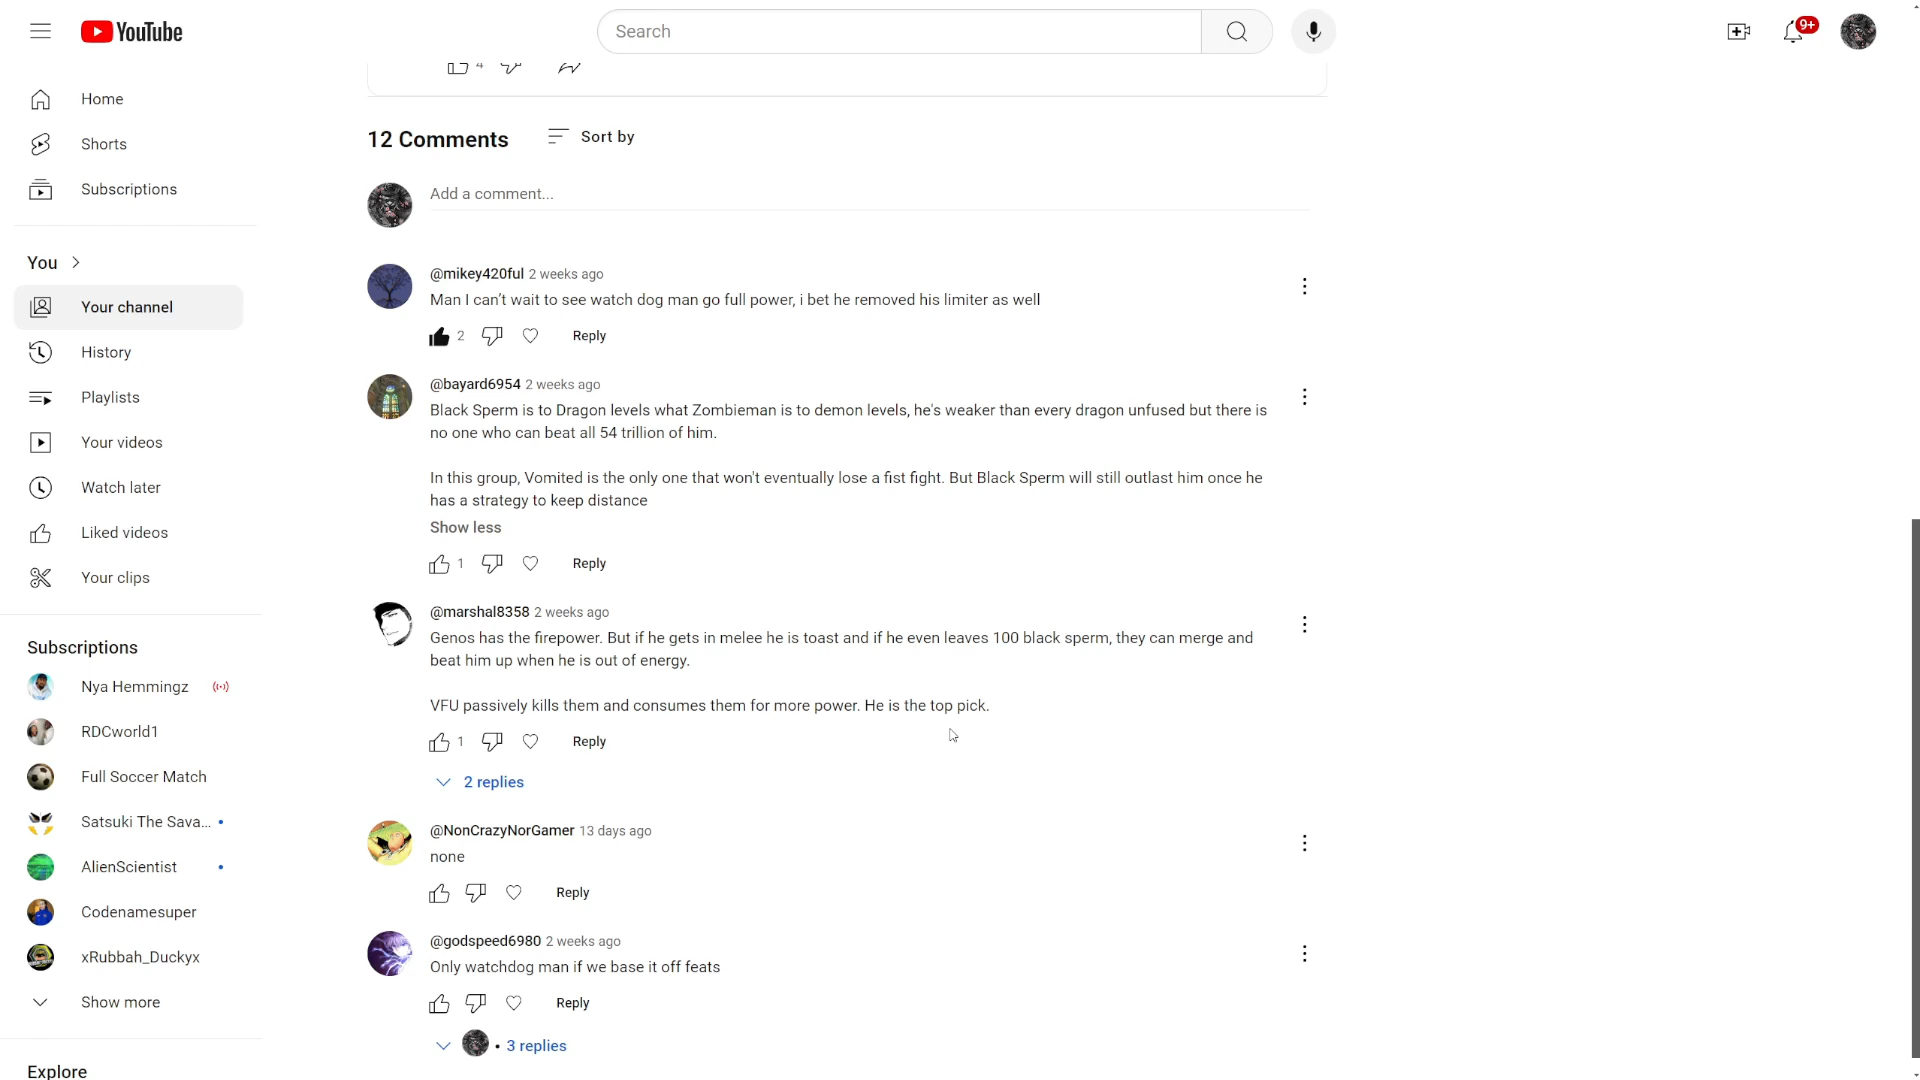 YouTube
Search
9+
Home
Shorts
Subscriptions
You
Your channel
History
Playlists
Your videos
Watch later
Liked videos
Your clips
Subscriptions
Nya Hemmingz
RDCworld1
Full Soccer Match
Satsuki The Sava...
AlienScientist
Codenamesuper
xRubbah_Duckyx
Show more
Explore
4
12 Comments
Sort by
Add a comment...
@mikey420ful 2 weeks ago
Man I can't wait to see watch dog man go full power, i bet he removed his limiter as well
2 Reply
@bayard6954 2 weeks ago
Black Sperm is to Dragon levels what Zombieman is to demon levels, he's weaker than every dragon unfused but there is
no one who can beat all 54 trillion of him.
In this group, Vomited is the only one that won't eventually lose a fist fight. But Black Sperm will still outlast him once he
has a strategy to keep distance
Show less
1 Reply
@marshal8358 2 weeks ago
Genos has the firepower. But if he gets in melee he is toast and if he even leaves 100 black sperm, they can merge and
beat him up when he is out of energy.
VFU passively kills them and consumes them for more power. He is the top pick.
1 Reply
2 replies
@NonCrazyNorGamer 13 days ago
none
Reply
@godspeed6980 2 weeks ago
Only watchdog man if we base it off feats
Reply
• 3 replies